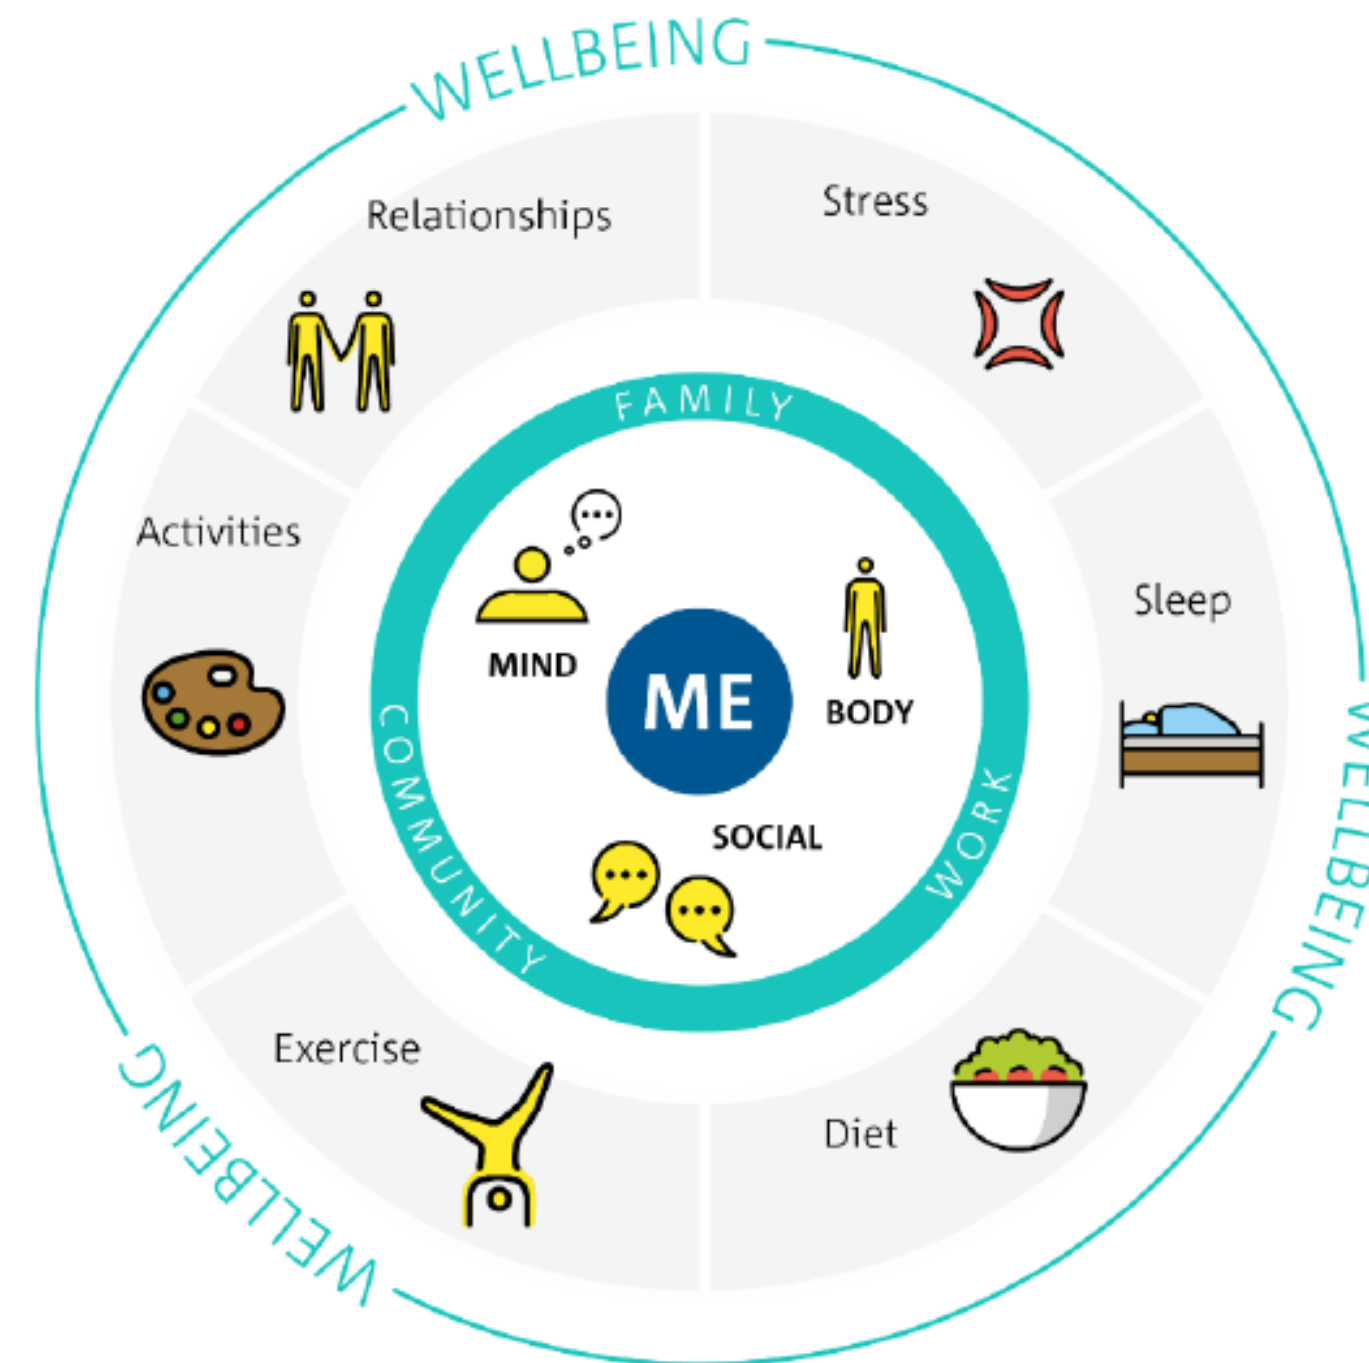 WELLBEING
Relationships
Stress
FAMILY
Activities
MIND
ME
BODY
Sleep
SOCIAL
COMMUNITY
WORK
WELLBEING
Exercise
Diet
WELLBEING